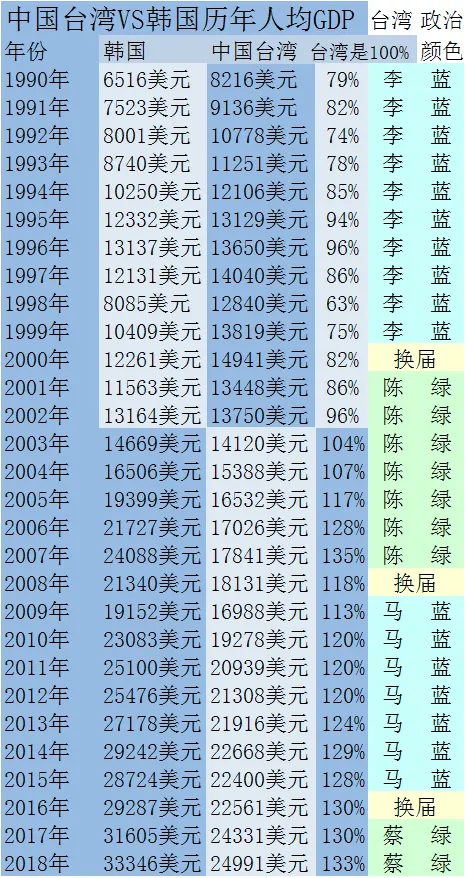 中国台湾VS韩国历年人均GDP 台湾 政治
年份 韩国 中国台湾 台湾是100% 颜色
1990年 6516美元 8216美元 79% 李 蓝
1991年 7523美元 9136美元 82% 李 蓝
1992年 8001美元 10778美元 74% 李 蓝
1993年 8740美元 11251美元 78% 李 蓝
1994年 10250美元 12106美元 85% 李 蓝
1995年 12332美元 13129美元 94% 李 蓝
1996年 13137美元 13650美元 96% 李 蓝
1997年 12131美元 14040美元 86% 李 蓝
1998年 8085美元 12840美元 63% 李 蓝
1999年 10409美元 13819美元 75% 李 蓝
2000年 12261美元 14941美元 82% 换届
2001年 11563美元 13448美元 86% 陈 绿
2002年 13164美元 13750美元 96% 陈 绿
2003年 14669美元 14120美元 104% 陈 绿
2004年 16506美元 15388美元 107% 陈 绿
2005年 19399美元 16532美元 117% 陈 绿
2006年 21727美元 17026美元 128% 陈 绿
2007年 24088美元 17841美元 135% 陈 绿
2008年 21340美元 18131美元 118% 换届
2009年 19152美元 16988美元 113% 马 蓝
2010年 23083美元 19278美元 120% 马 蓝
2011年 25100美元 20939美元 120% 马 蓝
2012年 25476美元 21308美元 120% 马 蓝
2013年 27178美元 21916美元 124% 马 蓝
2014年 29242美元 22668美元 129% 马 蓝
2015年 28724美元 22400美元 128% 马 蓝
2016年 29287美元 22561美元 130% 换届
2017年 31605美元 24331美元 130% 蔡 绿
2018年 33346美元 24991美元 133% 蔡 绿